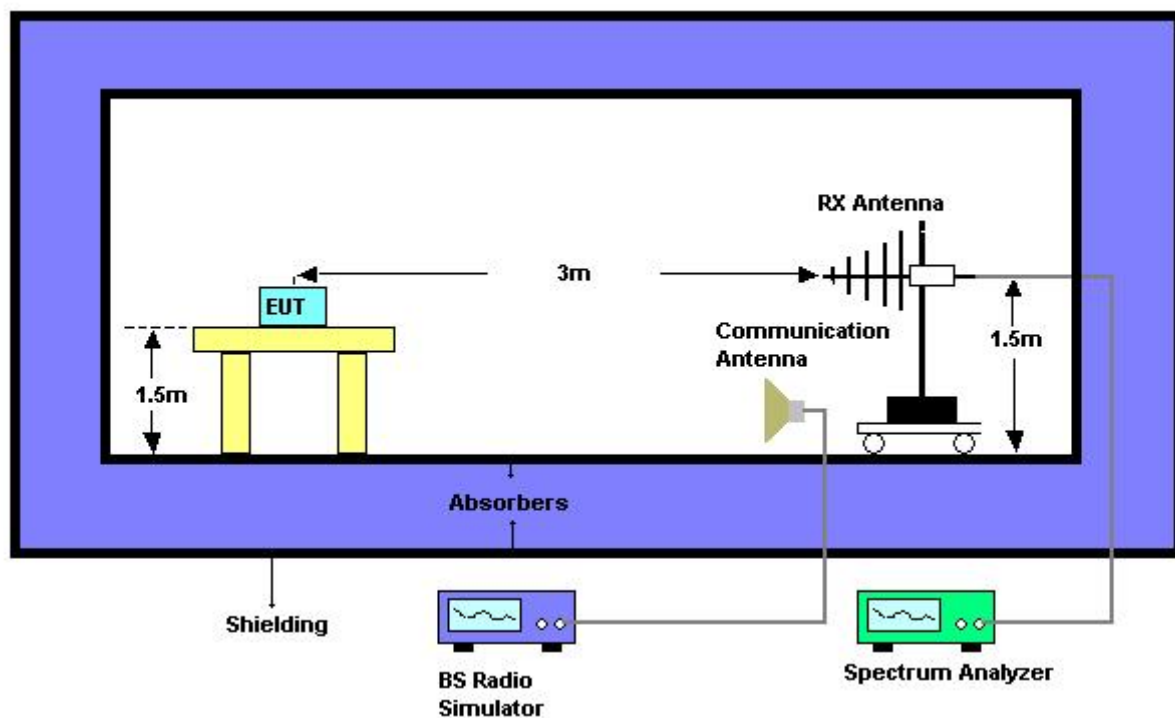 RX Antenna
3m
EUT
Communication
Antenna
1.5m
1.5m
Absorbers
Shielding
BS Radio
Simulator
Spectrum Analyzer